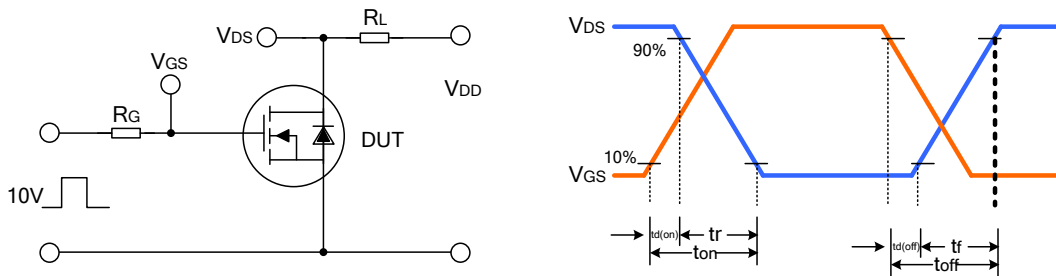 VDS
RL
VGS
VDD
RG
DUT
10V
VDS
90%
10%
VGS
td(on)
tr
ton
td(off)
tf
toff